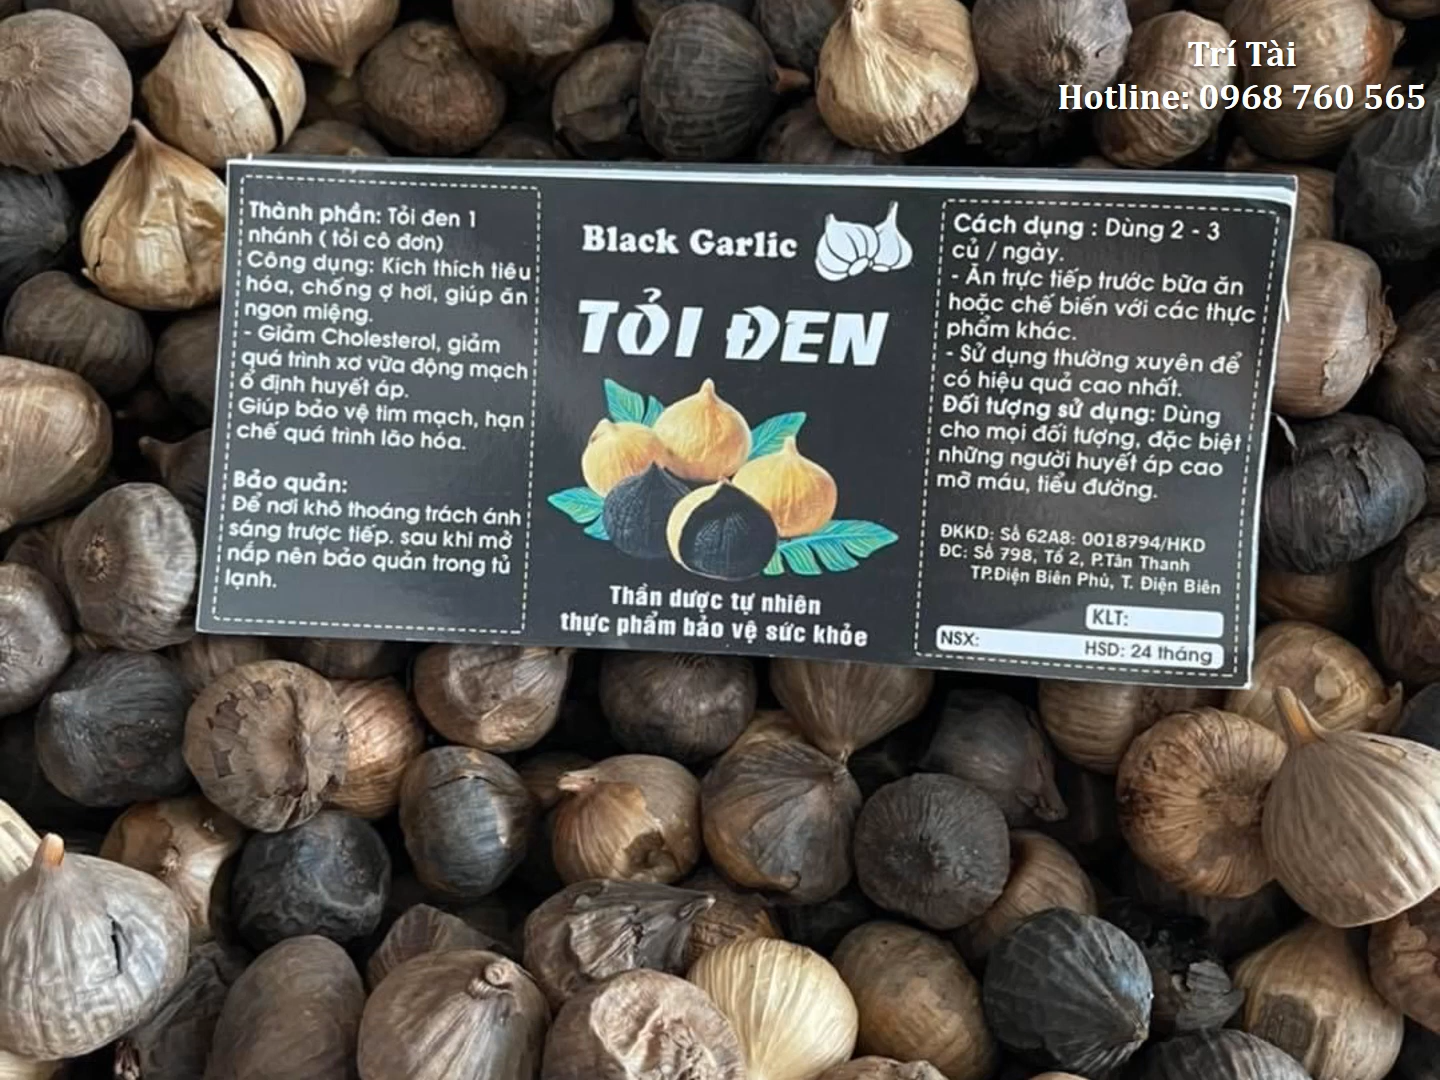 Trí Tài
Hotline: 0968 760 565
Thành phần: Tỏi đen 1
nhánh ( tỏi cô đơn)
Công dụng: Kích thích tiêu
hóa, chống ợ hơi, giúp ăn
ngon miệng.
- Giảm Cholesterol, giảm
quá trình xơ vữa động mạch
ổ định huyết áp.
Giúp bảo vệ tim mạch, hạn
chế quá trình lão hóa.
Bảo quản:
Để nơi khô thoáng trách ánh
sáng trược tiếp. sau khi mở
nắp nên bảo quản trong tủ
lạnh.
Black Garlic
TỎI ĐEN
Thần dược tự nhiên
thực phẩm bảo vệ sức khỏe
Cách dụng : Dùng 2 - 3
củ / ngày.
- Ăn trực tiếp trước bữa ăn
hoặc chế biến với các thực
phẩm khác.
- Sử dụng thường xuyên để
có hiệu quả cao nhất.
Đối tượng sử dụng: Dùng
cho mọi đối tượng, đặc biệt
những người huyết áp cao
mỡ máu, tiểu đường.
ĐKKD: Số 62A8: 0018794/HKD
ĐC: Số 798, Tổ 2, P.Tân Thanh
TP.Điện Biên Phủ, T. Điện Biên
KLT:
NSX: HSD: 24 tháng